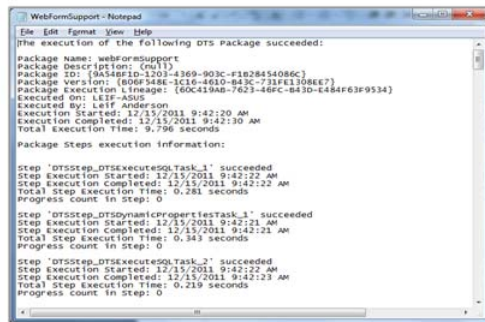 WebFormSupport - Notepad
File Edit Format View Help
The execution of the following DTS Package succeeded:
Package Name: WebFormSupport
Package Description: (null)
Package ID: {9A54BF1D-1203-4369-903C-F1B28454086C}
Package Version: {B06F548E-1C16-4610-B43C-731FE1308EE7}
Package Execution Lineage: {60C419AB-7623-46FC-B43D-E484F63F9534}
Executed On: LEIF-ASUS
Executed By: Leif Anderson
Execution Started: 12/15/2011 9:42:20 AM
Execution Completed: 12/15/2011 9:42:30 AM
Total Execution Time: 9.796 seconds
Package Steps execution information:
Step 'DTSStep_DTSExecuteSQLTask_1' succeeded
Step Execution Started: 12/15/2011 9:42:22 AM
Step Execution Completed: 12/15/2011 9:42:22 AM
Total Step Execution Time: 0.281 seconds
Progress count in Step: 0
Step 'DTSStep_DTSDynamicPropertiesTask_1' succeeded
Step Execution Started: 12/15/2011 9:42:21 AM
Step Execution Completed: 12/15/2011 9:42:21 AM
Total Step Execution Time: 0.343 seconds
Progress count in Step: 0
Step 'DTSStep_DTSExecuteSQLTask_2' succeeded
Step Execution Started: 12/15/2011 9:42:22 AM
Step Execution Completed: 12/15/2011 9:42:23 AM
Total Step Execution Time: 0.219 seconds
Progress count in Step: 0